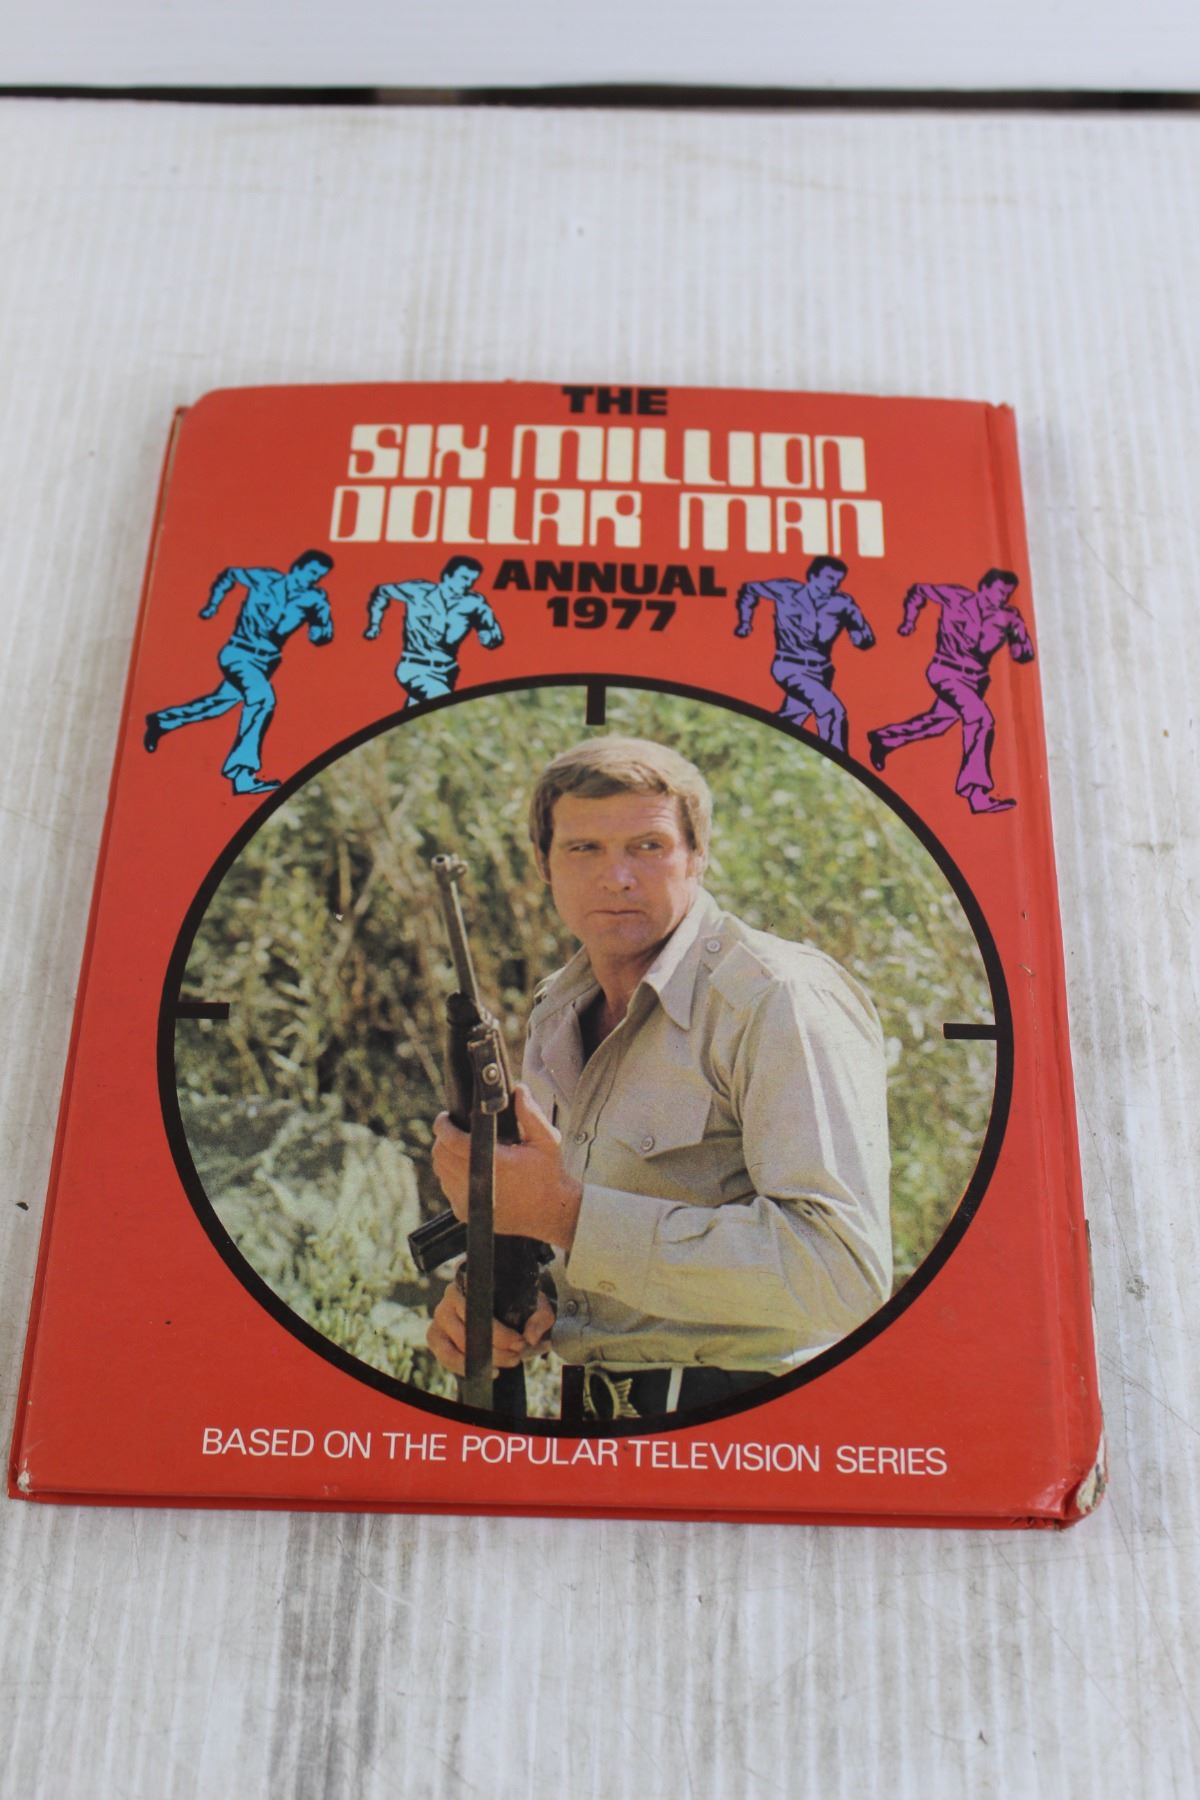 THE
SIX MILLION
DOLLAR MAN
ANNUAL
1977
BASED ON THE POPULAR TELEVISION SERIES